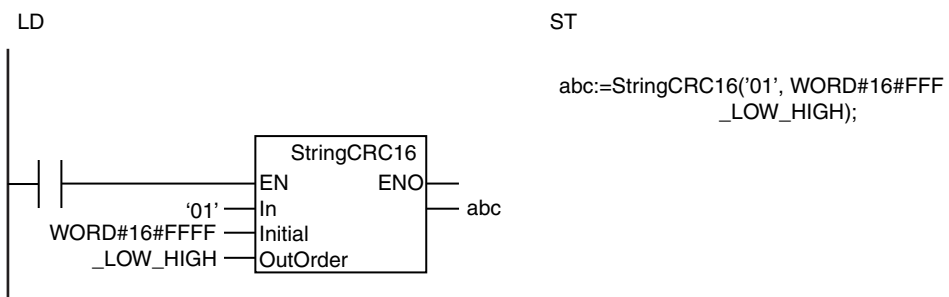 LD
ST
abc:=StringCRC16('01', WORD#16#FFF
_LOW_HIGH);
StringCRC16
EN ENO
‘01’ In abc
WORD#16#FFFF Initial
_LOW_HIGH OutOrder